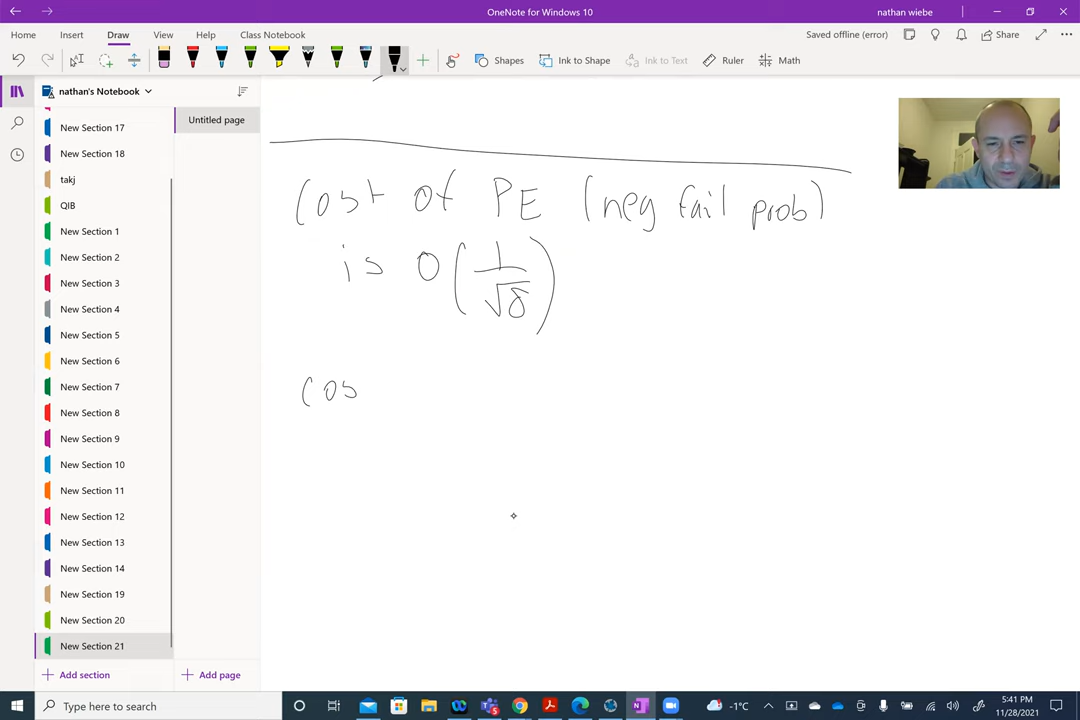 OneNote for Windows 10
nathan wiebe
Home Insert Draw View Help Class Notebook
Saved offline (error)
Share
Shapes
Ink to Shape
Ink to Text
Ruler
Math
nathan's Notebook
Untitled page
New Section 17
New Section 18
takj
QIB
New Section 1
New Section 2
New Section 3
New Section 4
New Section 5
New Section 6
New Section 7
New Section 8
New Section 9
New Section 10
New Section 11
New Section 12
New Section 13
New Section 14
New Section 19
New Section 20
New Section 21
Add section
Add page
Cost of PE (neg fail prob)
is O(1/√δ)
Cos
Type here to search
-1°C
5:41 PM
11/28/2021